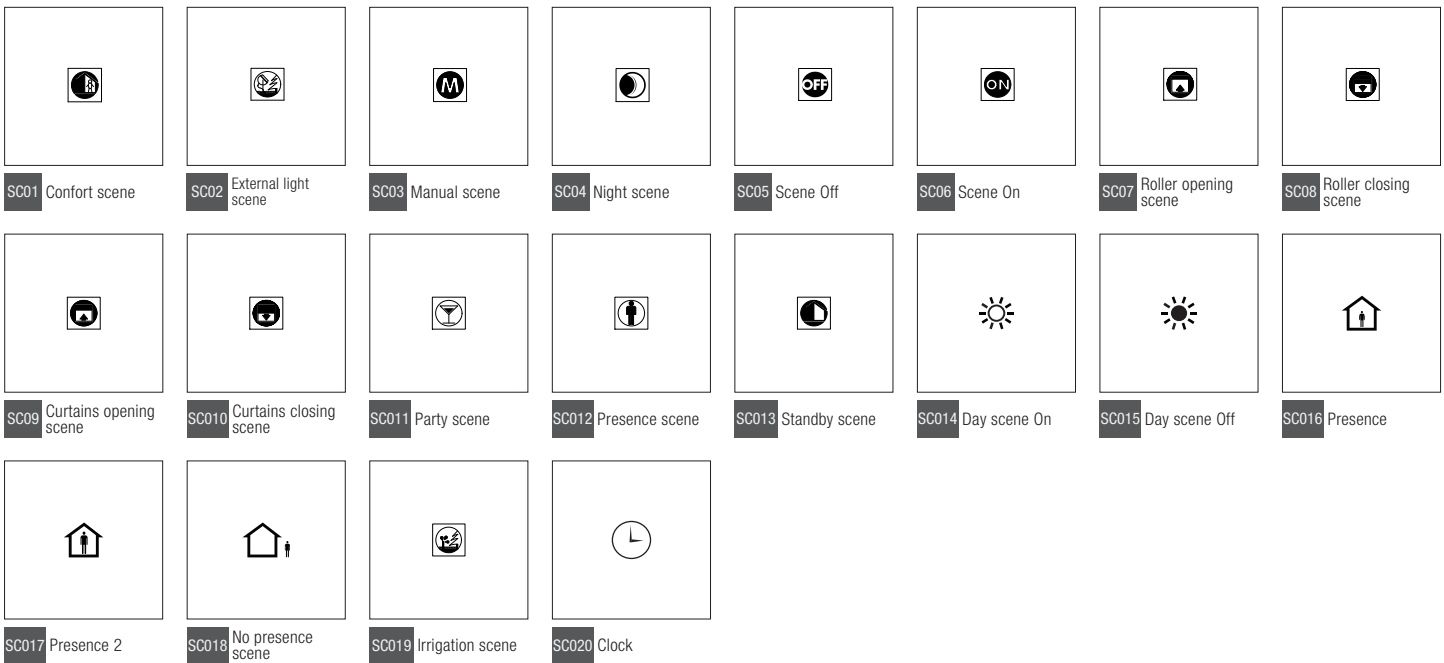 M
OFF
ON
SC01 Confort scene
SC02 External light
scene
SC03 Manual scene
SC04 Night scene
SC05 Scene Off
SC06 Scene On
SC07 Roller opening
scene
SC08 Roller closing
scene
SC09 Curtains opening
scene
SC010 Curtains closing
scene
SC011 Party scene
SC012 Presence scene
SC013 Standby scene
SC014 Day scene On
SC015 Day scene Off
SC016 Presence
SC017 Presence 2
SC018 No presence
scene
SC019 Irrigation scene
SC020 Clock